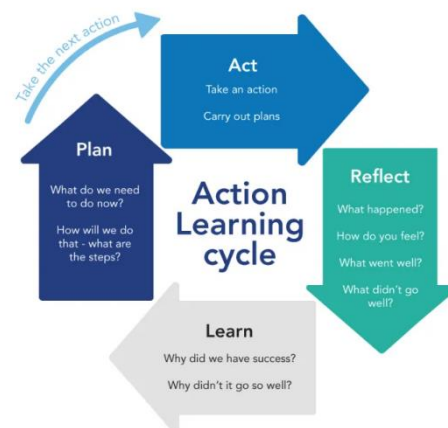 Take the next action
Act
Take an action
Carry out plans
Reflect
What happened?
How do you feel?
What went well?
What didn't go
well?
Learn
Why did we have success?
Why didn't it go so well?
Plan
What do we need
to do now?
How will we do
that - what are
the steps?
Action
Learning
cycle